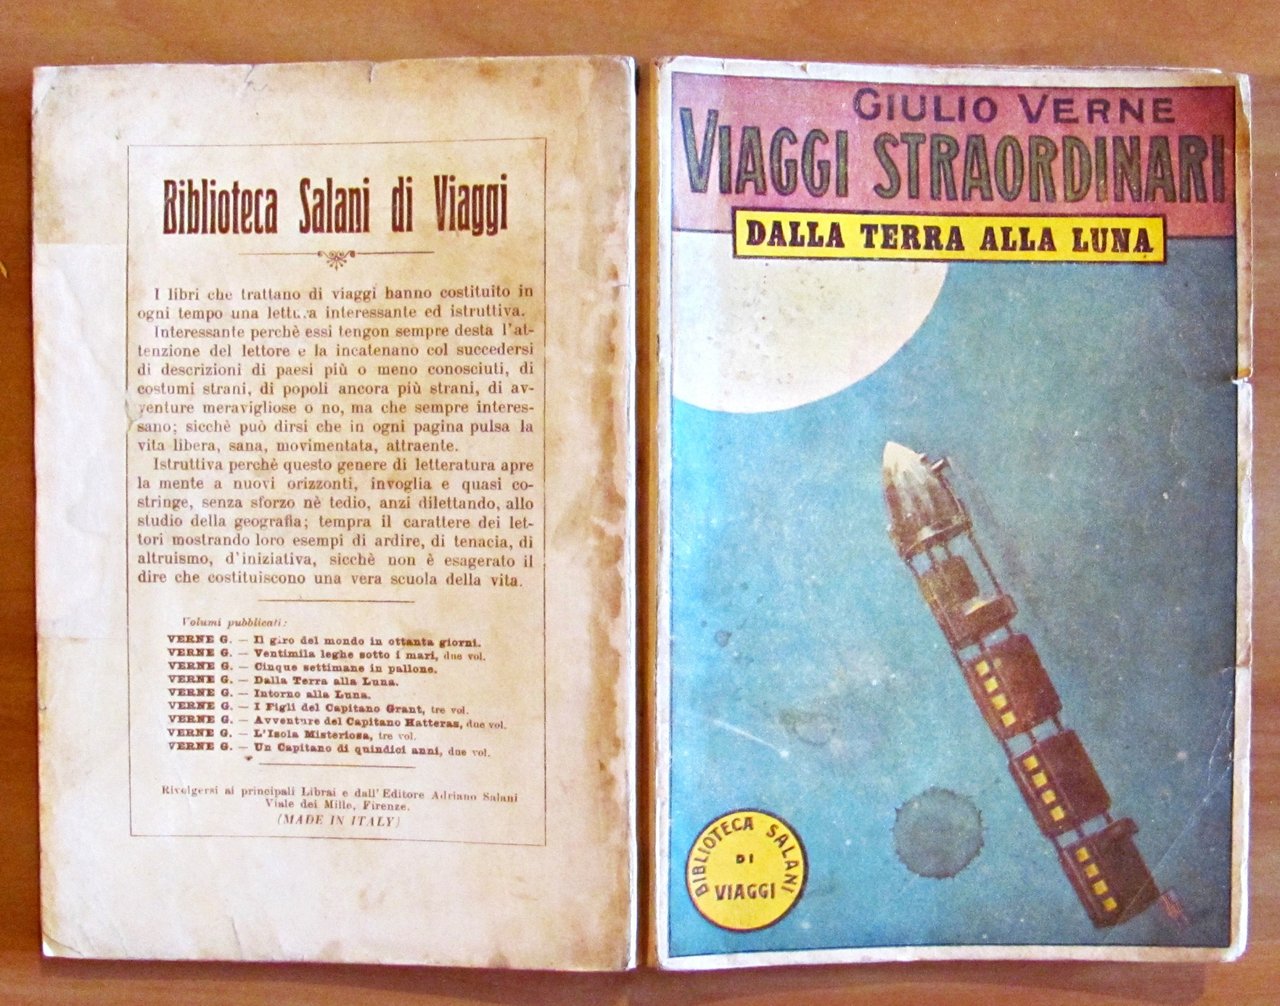 Biblioteca Salani di Viaggi
I libri che trattano di viaggi hanno costituito in
ogni tempo una lettura interessante ed istruttiva.
Interessante perchè essi tengon sempre desta l'at-
tenzione del lettore e la incatenano col succedersi
di descrizioni di paesi più o meno conosciuti, di
costumi strani, di popoli ancora più strani, di av-
venture meravigliose o no, ma che sempre interes-
sano; sicchè può dirsi che in ogni pagina pulsa la
vita libera, sana, movimentata, attraente.
Istruttiva perchè questo genere di letteratura apre
la mente a nuovi orizzonti, invoglia e quasi co-
stringe, senza sforzo nè tedio, anzi dilettando, allo
studio della geografia; tempra il carattere dei let-
tori mostrando loro esempi di ardire, di tenacia, di
altruismo, d'iniziativa, sicchè non è esagerato il
dire che costituiscono una vera scuola della vita.
Volumi pubblicati:
VERNE G. — Il giro del mondo in ottanta giorni.
VERNE G. — Ventimila leghe sotto i mari, due vol.
VERNE G. — Cinque settimane in pallone.
VERNE G. — Dalla Terra alla Luna.
VERNE G. — Intorno alla Luna.
VERNE G. — I Figli del Capitano Grant, tre vol.
VERNE G. — Avventure del Capitano Hatteras, due vol.
VERNE G. — L'Isola Misteriosa, tre vol.
VERNE G. — Un Capitano di quindici anni, due vol.
Rivolgersi ai principali Librai e dall'Editore Adriano Salani
Viale dei Mille, Firenze.
(MADE IN ITALY)
GIULIO VERNE
VIAGGI STRAORDINARI
DALLA TERRA ALLA LUNA
BIBLIOTECA SALANI
DI
VIAGGI